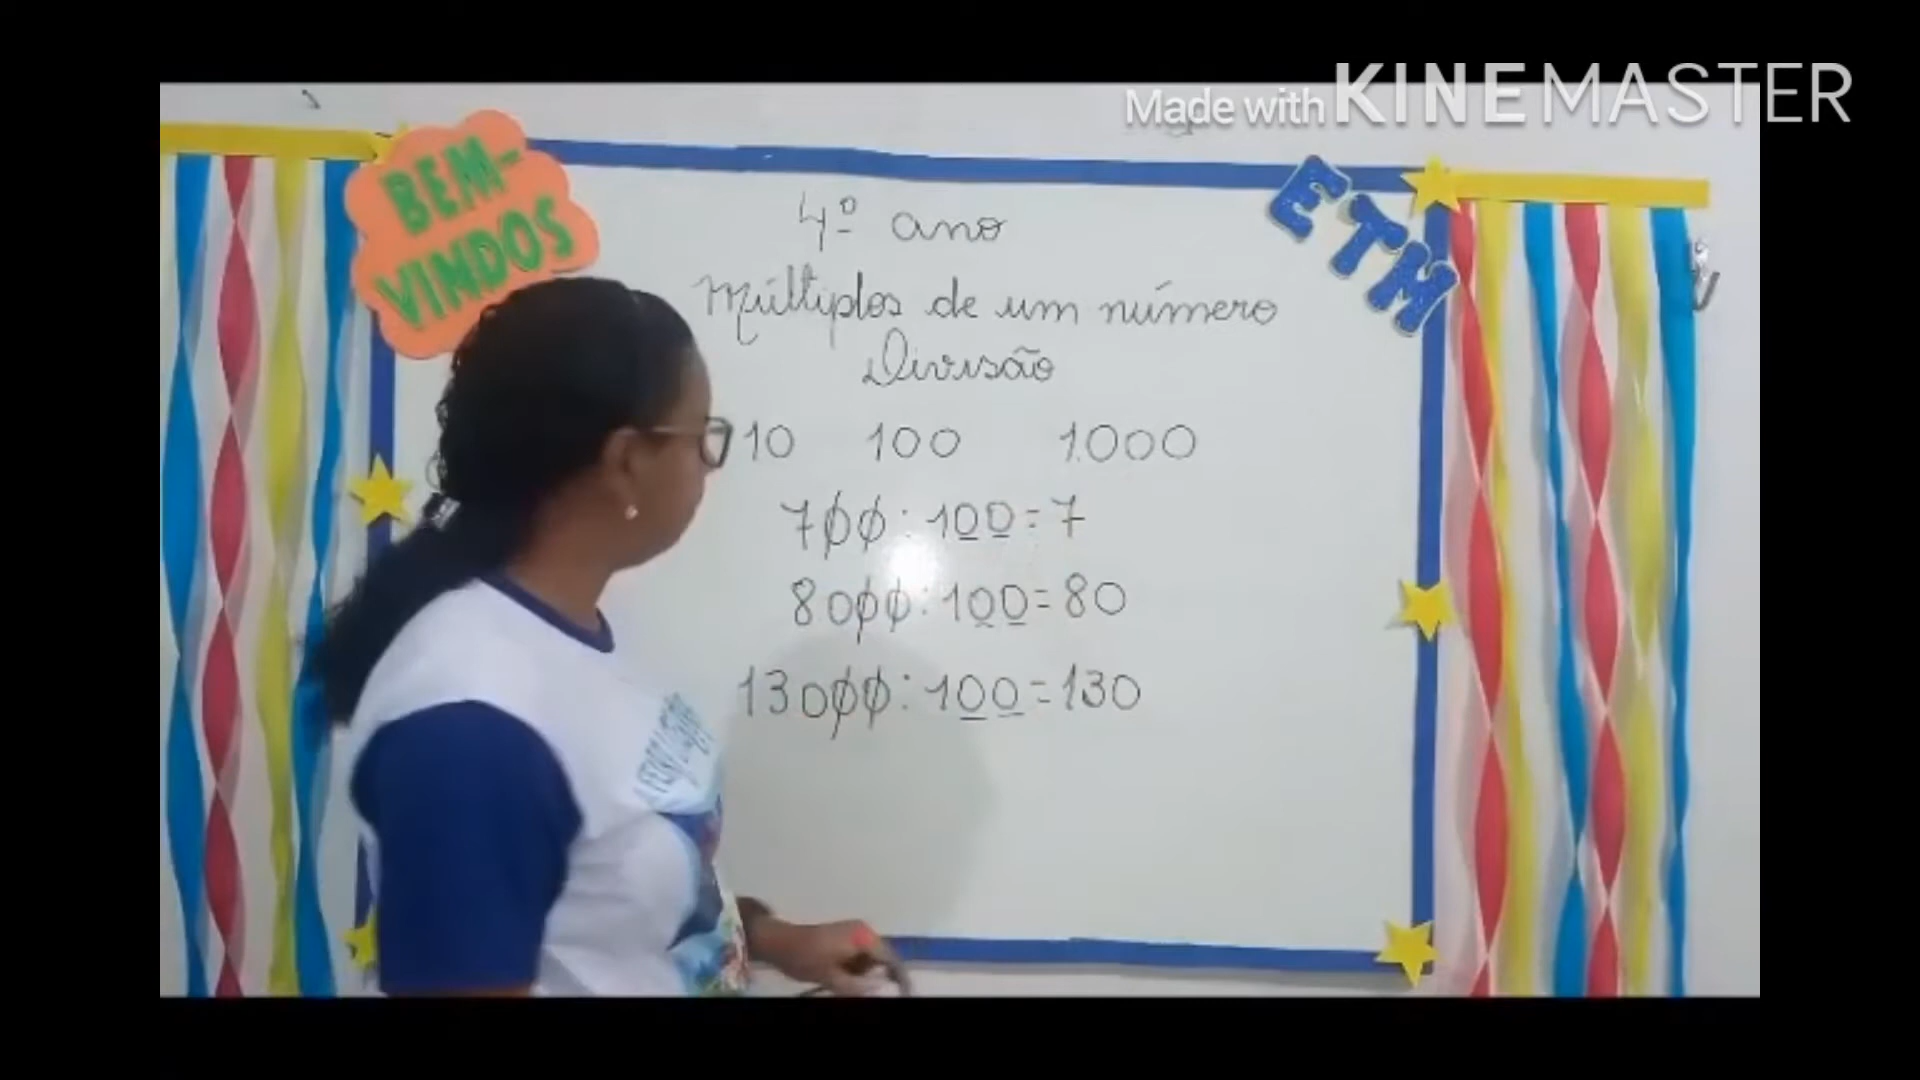 Made with KINEMASTER
BEM-
VINDOS
ETM
4º ano
Múltiplos de um número
Divisão
10 100 1.000
700 : 100 = 7
8000 : 100 = 80
13000 : 100 = 130